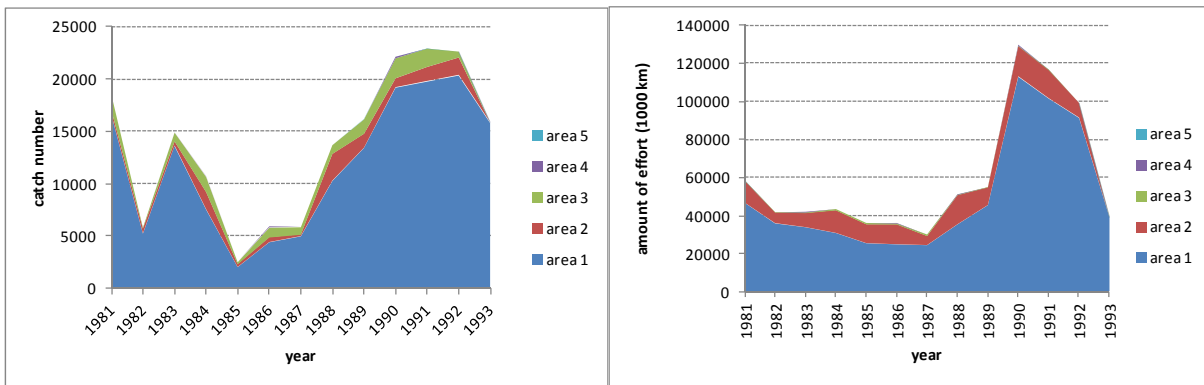 catch number
25000
20000
15000
10000
5000
0
1981
1982
1983
1984
1985
1986
1987
1988
1989
1990
1991
1992
1993
year
area 5
area 4
area 3
area 2
area 1
amount of effort (1000 km)
140000
120000
100000
80000
60000
40000
20000
0
1981
1982
1983
1984
1985
1986
1987
1988
1989
1990
1991
1992
1993
year
area 5
area 4
area 3
area 2
area 1